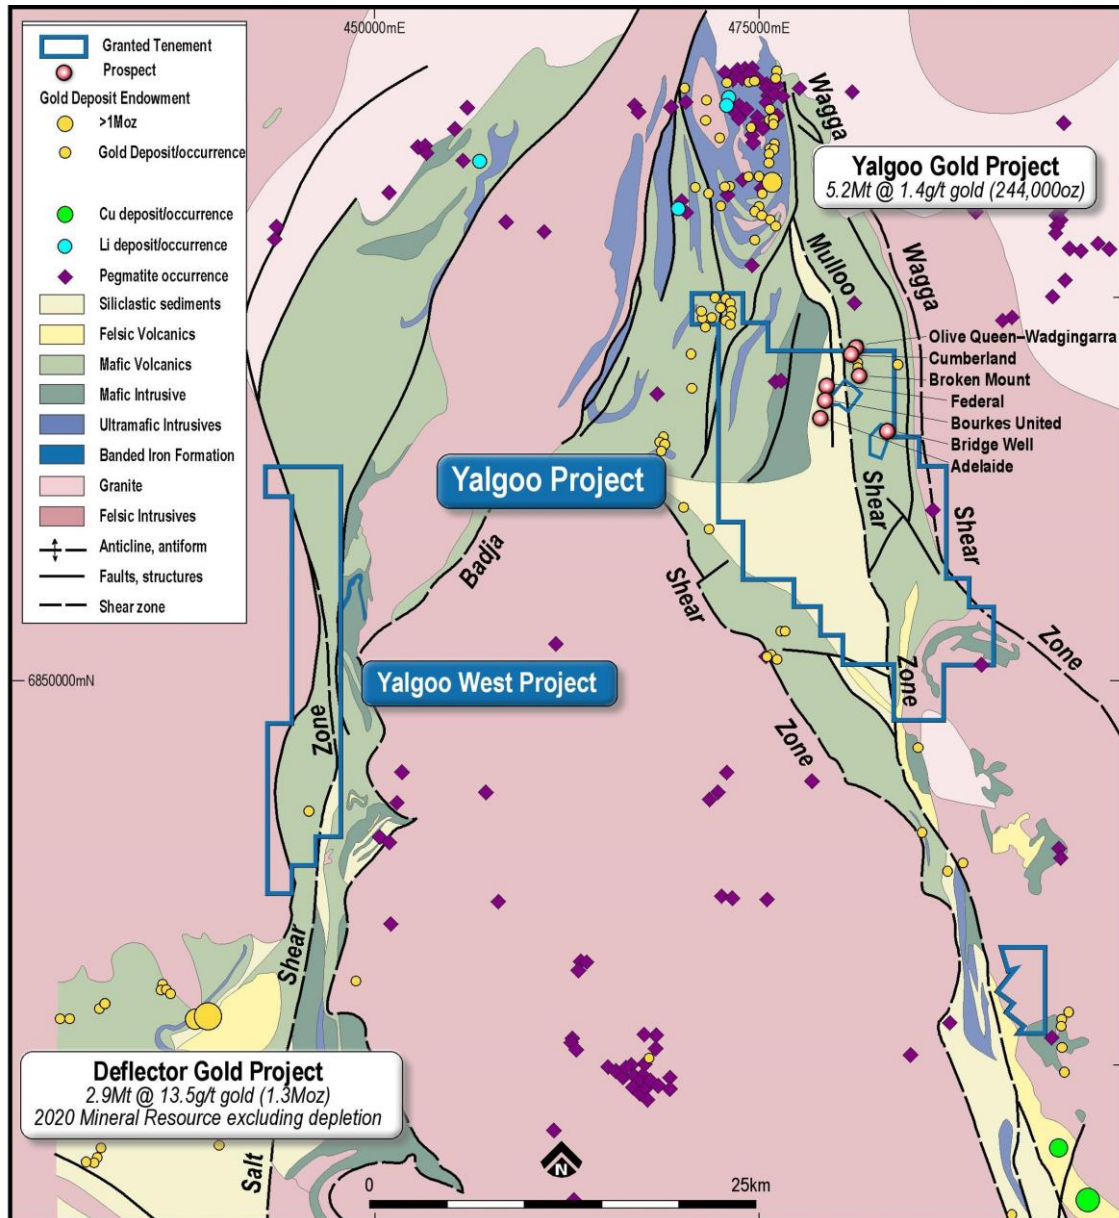 450000mE
475000mE
Granted Tenement
Prospect
Gold Deposit Endowment
>1Moz
Gold Deposit/occurrence
Cu deposit/occurrence
Li deposit/occurrence
Pegmatite occurrence
Siliclastic sediments
Felsic Volcanics
Mafic Volcanics
Mafic Intrusive
Ultramafic Intrusives
Banded Iron Formation
Granite
Felsic Intrusives
Anticline, antiform
Faults, structures
Shear zone
Wagga
Yalgoo Gold Project
5.2Mt @ 1.4g/t gold (244,000oz)
Mulloo
Wagga
Olive Queen–Wadgingarra
Cumberland
Broken Mount
Federal
Bourkes United
Bridge Well
Adelaide
Yalgoo Project
Shear
Shear
Badja
Shear
Zone
Zone
6850000mN
Yalgoo West Project
Zone
Zone
Shear
Deflector Gold Project
2.9Mt @ 13.5g/t gold (1.3Moz)
2020 Mineral Resource excluding depletion
Salt
N
0
25km